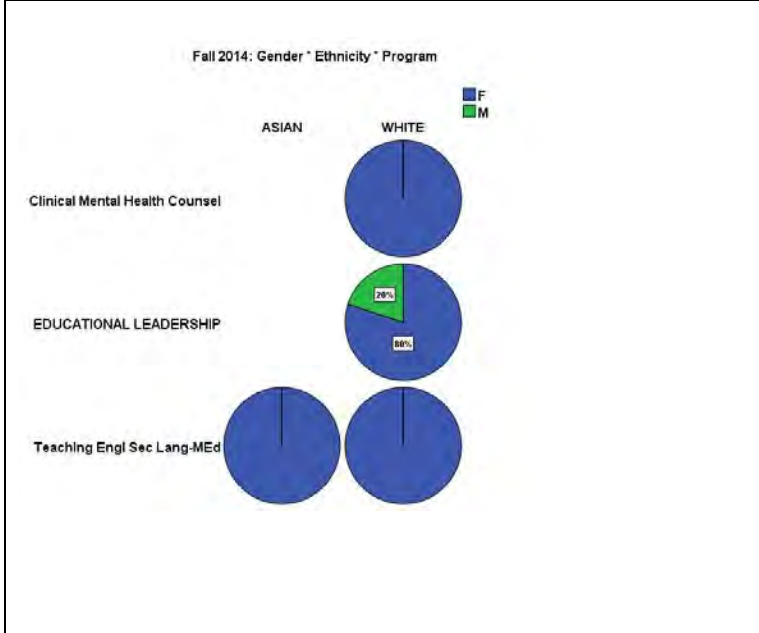 Fall 2014: Gender * Ethnicity * Program
F
M
ASIAN WHITE
Clinical Mental Health Counsel
20%
EDUCATIONAL LEADERSHIP
80%
Teaching Engl Sec Lang-MEd